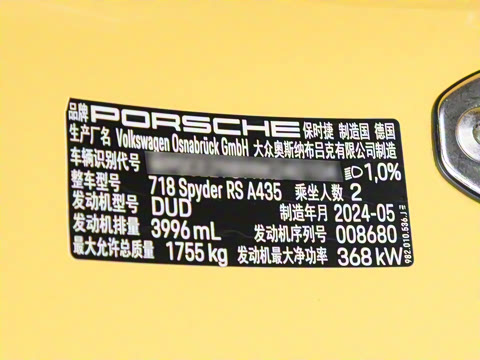 品牌 PORSCHE 保时捷 制造国 德国
生产厂名 Volkswagen Osnabrück GmbH 大众奥斯纳布吕克有限公司制造
车辆识别代号 1,0%
整车型号 718 Spyder RS A435 乘坐人数 2
发动机型号 DUD 制造年月 2024-05
发动机排量 3996 mL 发动机序列号 008680
最大允许总质量 1755 kg 发动机最大净功率 368 kW
982.010.536.J